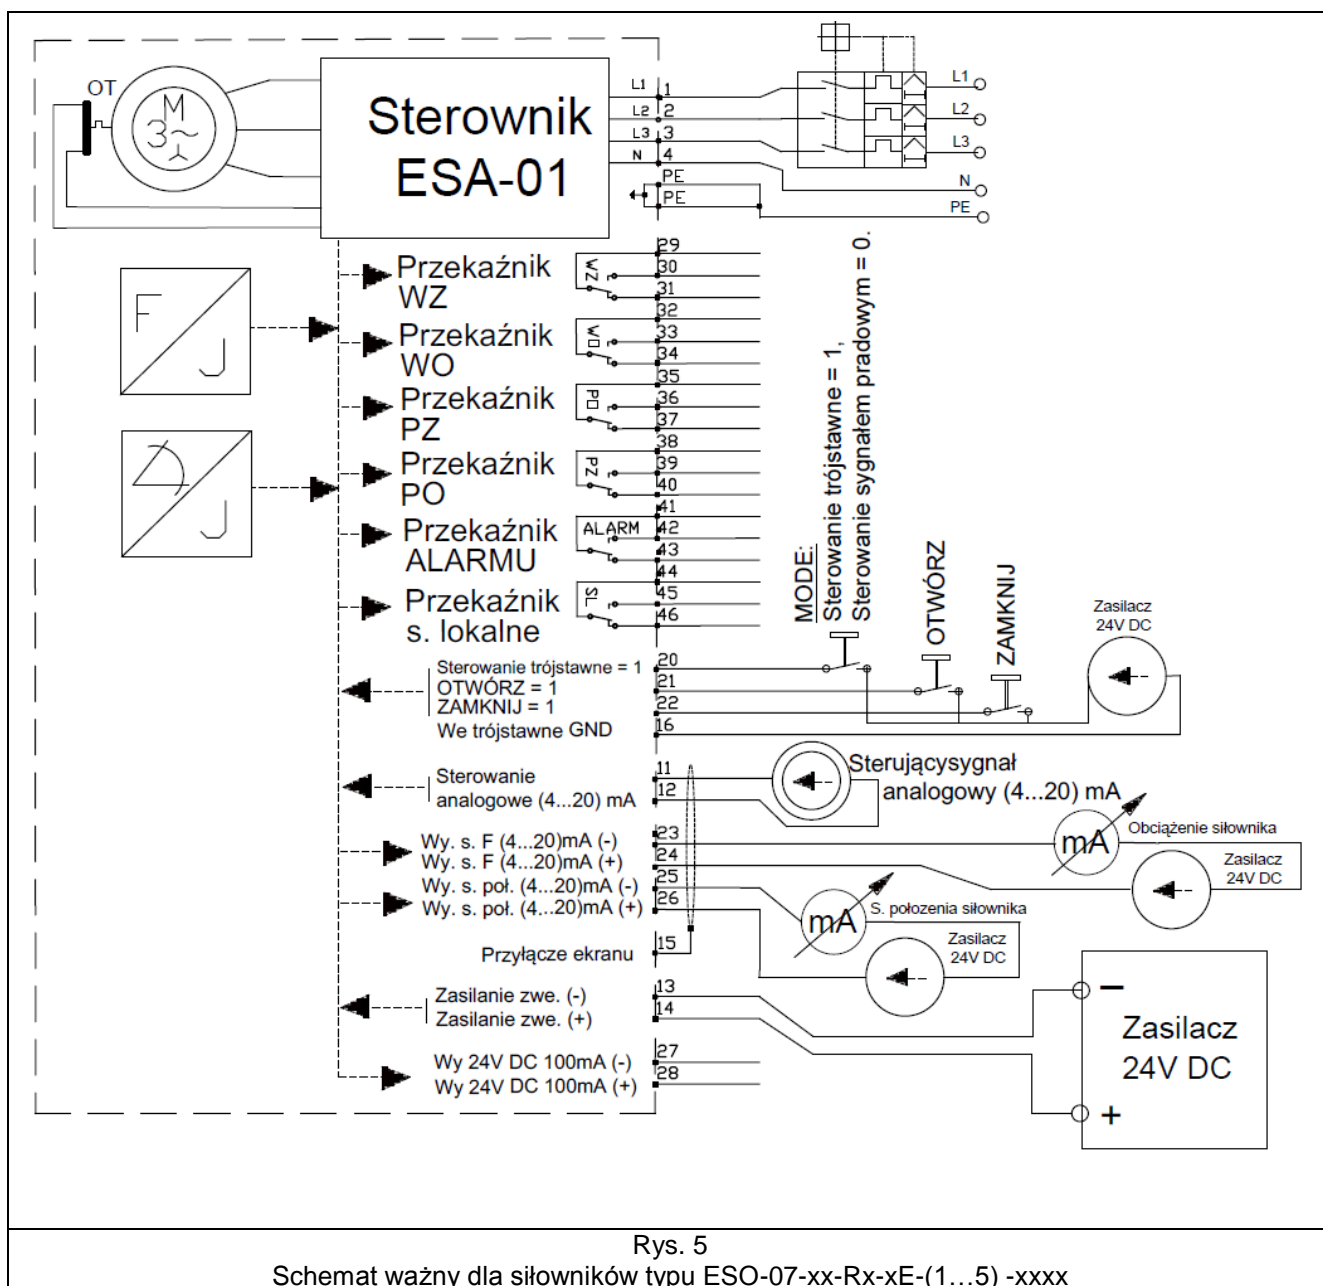 OT
M
3~
Sterownik
ESA-01
L1 1
L2 2
L3 3
N 4
PE
PE
L1
L2
L3
N
PE
Przekaźnik
WZ
WZ
29
30
31
Przekaźnik
WO
WO
32
33
34
Przekaźnik
PZ
PO
35
36
37
Przekaźnik
PO
PZ
38
39
40
Przekaźnik
ALARMU
ALARM
41
42
43
Przekaźnik
s. lokalne
SL
44
45
46
F
J
J
MODE:
Sterowanie trójstawne = 1,
Sterowanie sygnałem pradowym = 0.
OTWÓRZ
ZAMKNIJ
Zasilacz
24V DC
Sterowanie trójstawne = 1 20
OTWÓRZ = 1 21
ZAMKNIJ = 1 22
We trójstawne GND 16
Sterowanie 11
analogowe (4...20) mA 12
Sterującysygnał
analogowy (4...20) mA
Wy. s. F (4...20)mA (-) 23
Wy. s. F (4...20)mA (+) 24
Wy. s. poł. (4...20)mA (-) 25
Wy. s. poł. (4...20)mA (+) 26
mA
Obciążenie siłownika
Zasilacz
24V DC
mA
S. połozenia siłownika
Zasilacz
24V DC
Przyłącze ekranu 15
Zasilanie zwe. (-) 13
Zasilanie zwe. (+) 14
Wy 24V DC 100mA (-) 27
Wy 24V DC 100mA (+) 28
−
Zasilacz
24V DC
+
Rys. 5
Schemat ważny dla siłowników typu ESO-07-xx-Rx-xE-(1…5) -xxxx